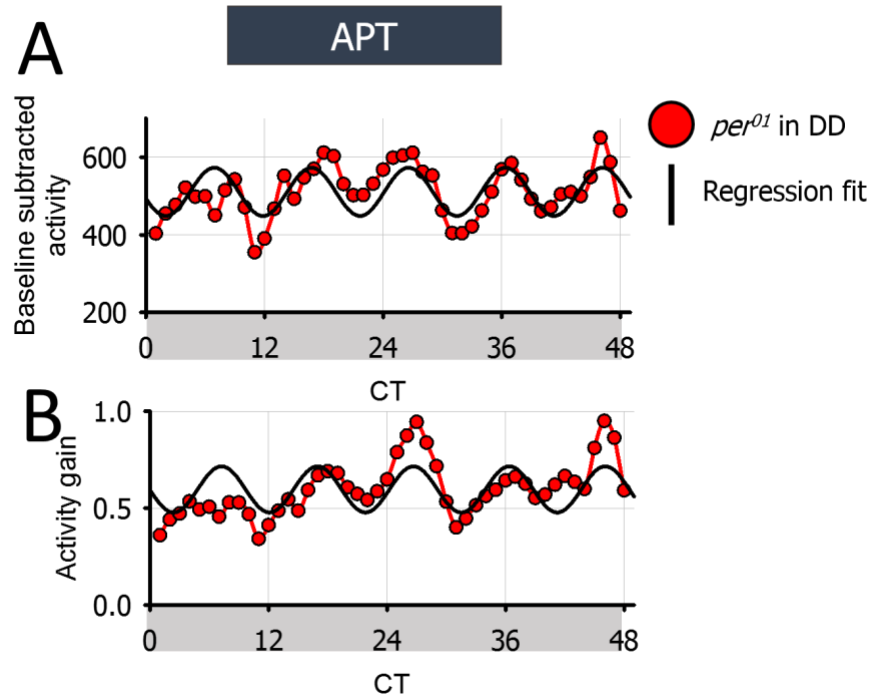 A
APT
Baseline subtracted
activity
600
400
200
0
12
24
36
48
CT
per01 in DD
Regression fit
B
Activity gain
1.0
0.5
0.0
0
12
24
36
48
CT